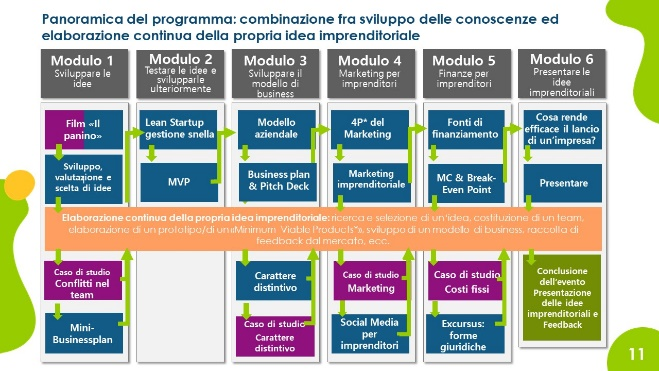 Panoramica del programma: combinazione fra sviluppo delle conoscenze ed
elaborazione continua della propria idea imprenditoriale
Modulo 1
Sviluppare le
idee
Modulo 2
Testare le idee e
svilupparle
ulteriormente
Modulo 3
Sviluppare il
modello di
business
Modulo 4
Marketing per
imprenditori
Modulo 5
Finanze per
imprenditori
Modulo 6
Presentare le
idee
imprenditoriali
Film «Il
panino»
Lean Startup
gestione snella
Modello
aziendale
4P* del
Marketing
Fonti di
finanziamento
Cosa rende
efficace il lancio
di un'impresa?
Sviluppo,
valutazione e
scelta di idee
MVP
Business plan
& Pitch Deck
Marketing
imprenditoriale
MC & Break-
Even Point
Presentare
Elaborazione continua della propria idea imprenditoriale: ricerca e selezione di un'idea, costituzione di un team,
elaborazione di un prototipo/di un «Minimum Viable Products"», sviluppo di un modello di business, raccolta di
feedback dal mercato, ecc.
Caso di studio
Conflitti nel
team
Carattere
distintivo
Caso di studio
Marketing
Caso di studio
Costi fissi
Conclusione
dell'evento
Presentazione
delle idee
imprenditoriali e
Feedback
Mini-
Businessplan
Caso di studio
Carattere
distintivo
Social Media
per
imprenditori
Excursus:
forme
giuridiche
11